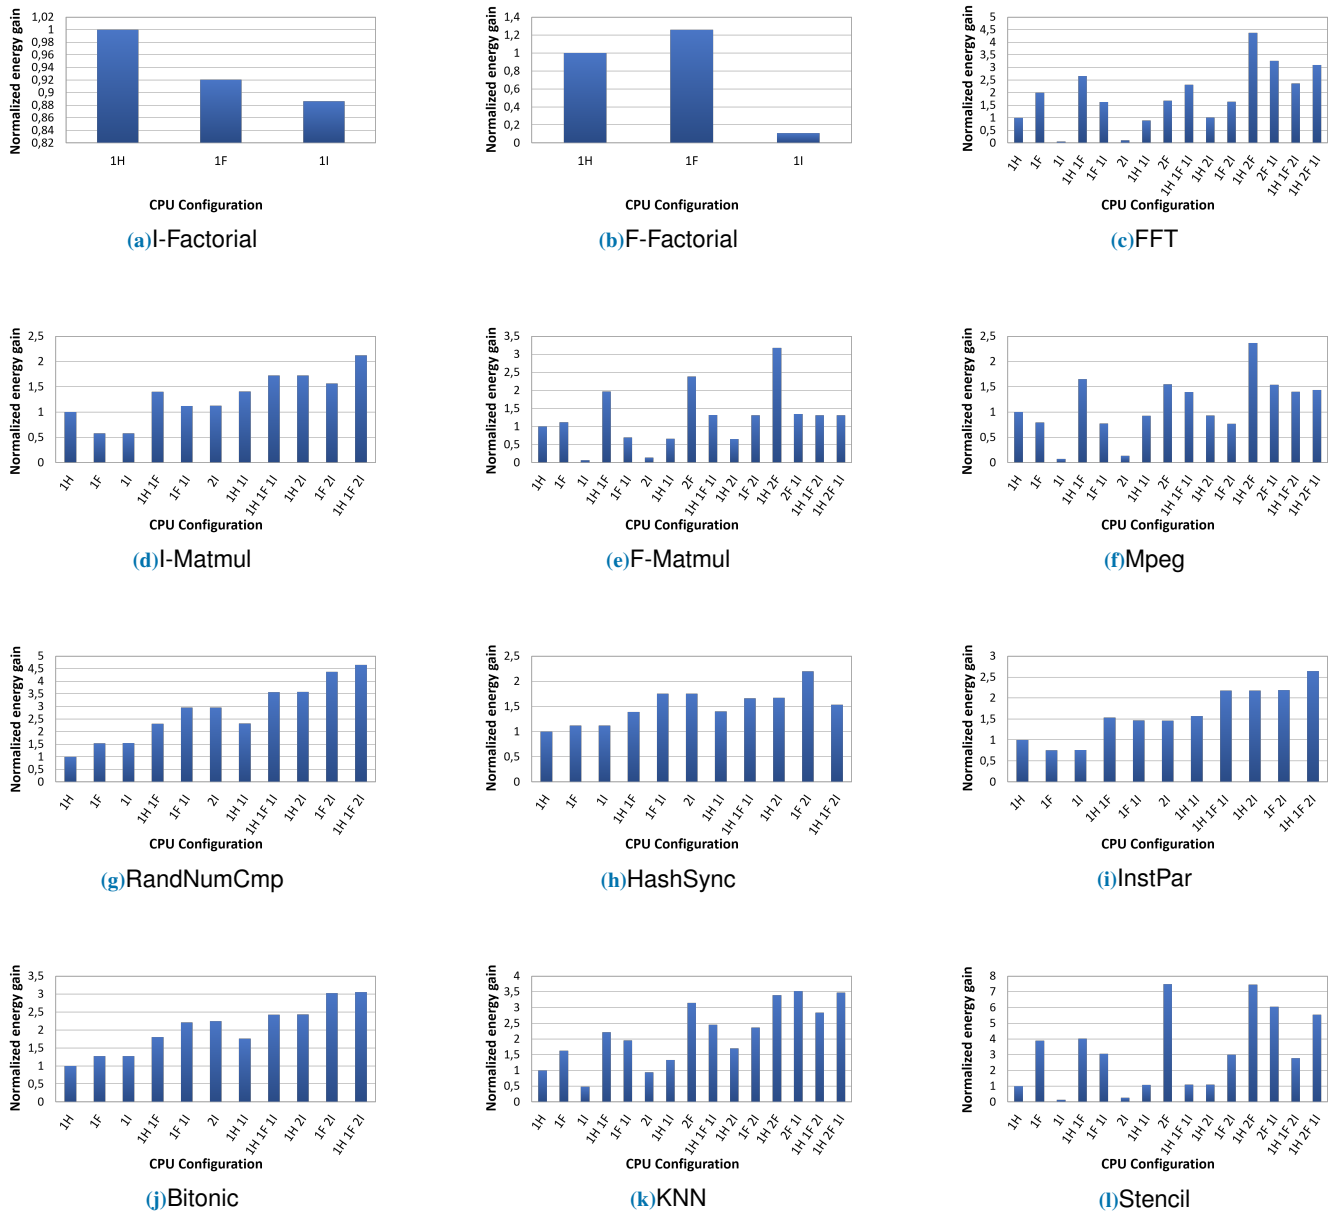 Normalized energy gain
1,02
1
0,98
0,96
0,94
0,92
0,9
0,88
0,86
0,84
0,82
1H 1F 1I
CPU Configuration
(a)I-Factorial
Normalized energy gain
1,4
1,2
1
0,8
0,6
0,4
0,2
0
1H 1F 1I
CPU Configuration
(b)F-Factorial
Normalized energy gain
5
4,5
4
3,5
3
2,5
2
1,5
1
0,5
0
1H
1F
1I
1H 1F
1F 1I
2I
1H 1I
2F
1H 1F 1I
1H 2I
1F 2I
1H 2F
2F 1I
1H 1F 2I
1H 2F 1I
CPU Configuration
(c)FFT
Normalized energy gain
2,5
2
1,5
1
0,5
0
1H
1F
1I
1H 1F
1F 1I
2I
1H 1I
1H 1F 1I
1H 2I
1F 2I
1H 1F 2I
CPU Configuration
(d)I-Matmul
Normalized energy gain
3,5
3
2,5
2
1,5
1
0,5
0
1H
1F
1I
1H 1F
1F 1I
2I
1H 1I
2F
1H 1F 1I
1H 2I
1F 2I
1H 2F
2F 1I
1H 1F 2I
1H 2F 1I
CPU Configuration
(e)F-Matmul
Normalized energy gain
2,5
2
1,5
1
0,5
0
1H
1F
1I
1H 1F
1F 1I
2I
1H 1I
2F
1H 1F 1I
1H 2I
1F 2I
1H 2F
2F 1I
1H 1F 2I
1H 2F 1I
CPU Configuration
(f)Mpeg
Normalized energy gain
5
4,5
4
3,5
3
2,5
2
1,5
1
0,5
0
1H
1F
1I
1H 1F
1F 1I
2I
1H 1I
1H 1F 1I
1H 2I
1F 2I
1H 1F 2I
CPU Configuration
(g)RandNumCmp
Normalized energy gain
2,5
2
1,5
1
0,5
0
1H
1F
1I
1H 1F
1F 1I
2I
1H 1I
1H 1F 1I
1H 2I
1F 2I
1H 1F 2I
CPU Configuration
(h)HashSync
Normalized energy gain
3
2,5
2
1,5
1
0,5
0
1H
1F
1I
1H 1F
1F 1I
2I
1H 1I
1H 1F 1I
1H 2I
1F 2I
1H 1F 2I
CPU Configuration
(i)InstPar
Normalized energy gain
3,5
3
2,5
2
1,5
1
0,5
0
1H
1F
1I
1H 1F
1F 1I
2I
1H 1I
1H 1F 1I
1H 2I
1F 2I
1H 1F 2I
CPU Configuration
(j)Bitonic
Normalized energy gain
4
3,5
3
2,5
2
1,5
1
0,5
0
1H
1F
1I
1H 1F
1F 1I
2I
1H 1I
2F
1H 1F 1I
1H 2I
1F 2I
1H 2F
2F 1I
1H 1F 2I
1H 2F 1I
CPU Configuration
(k)KNN
Normalized energy gain
8
7
6
5
4
3
2
1
0
1H
1F
1I
1H 1F
1F 1I
2I
1H 1I
2F
1H 1F 1I
1H 2I
1F 2I
1H 2F
2F 1I
1H 1F 2I
1H 2F 1I
CPU Configuration
(l)Stencil